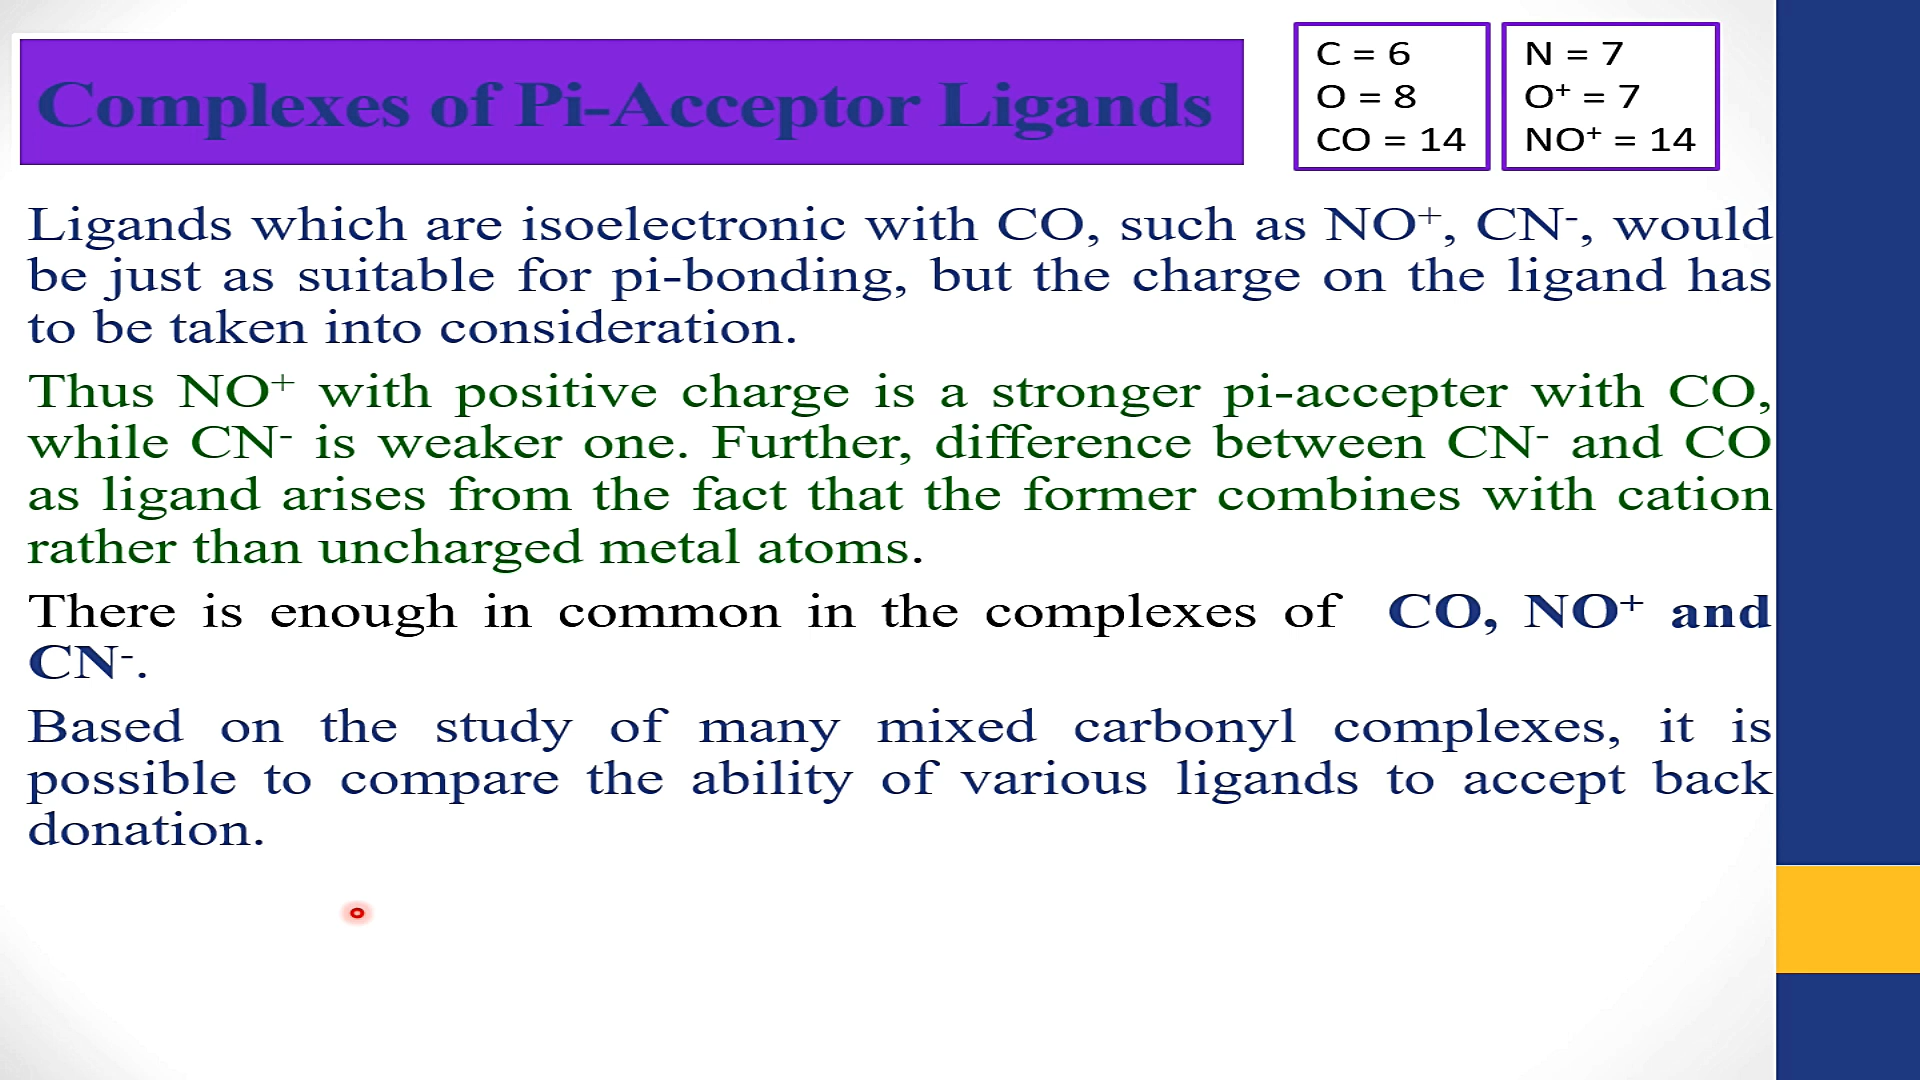 Complexes of Pi-Acceptor Ligands
C = 6
O = 8
CO = 14
N = 7
O⁺ = 7
NO⁺ = 14
Ligands which are isoelectronic with CO, such as NO⁺, CN⁻, would
be just as suitable for pi-bonding, but the charge on the ligand has
to be taken into consideration.
Thus NO⁺ with positive charge is a stronger pi-accepter with CO,
while CN⁻ is weaker one. Further, difference between CN⁻ and CO
as ligand arises from the fact that the former combines with cation
rather than uncharged metal atoms.
There is enough in common in the complexes of CO, NO⁺ and
CN⁻.
Based on the study of many mixed carbonyl complexes, it is
possible to compare the ability of various ligands to accept back
donation.